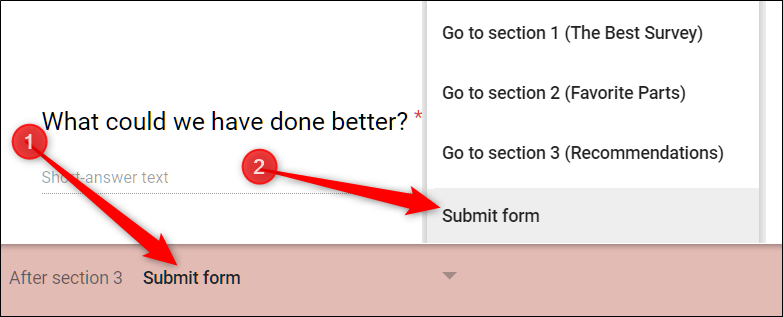 Go to section 1 (The Best Survey)
Go to section 2 (Favorite Parts)
What could we have done better? *
1
Go to section 3 (Recommendations)
2
Short-answer text
Submit form
After section 3 Submit form